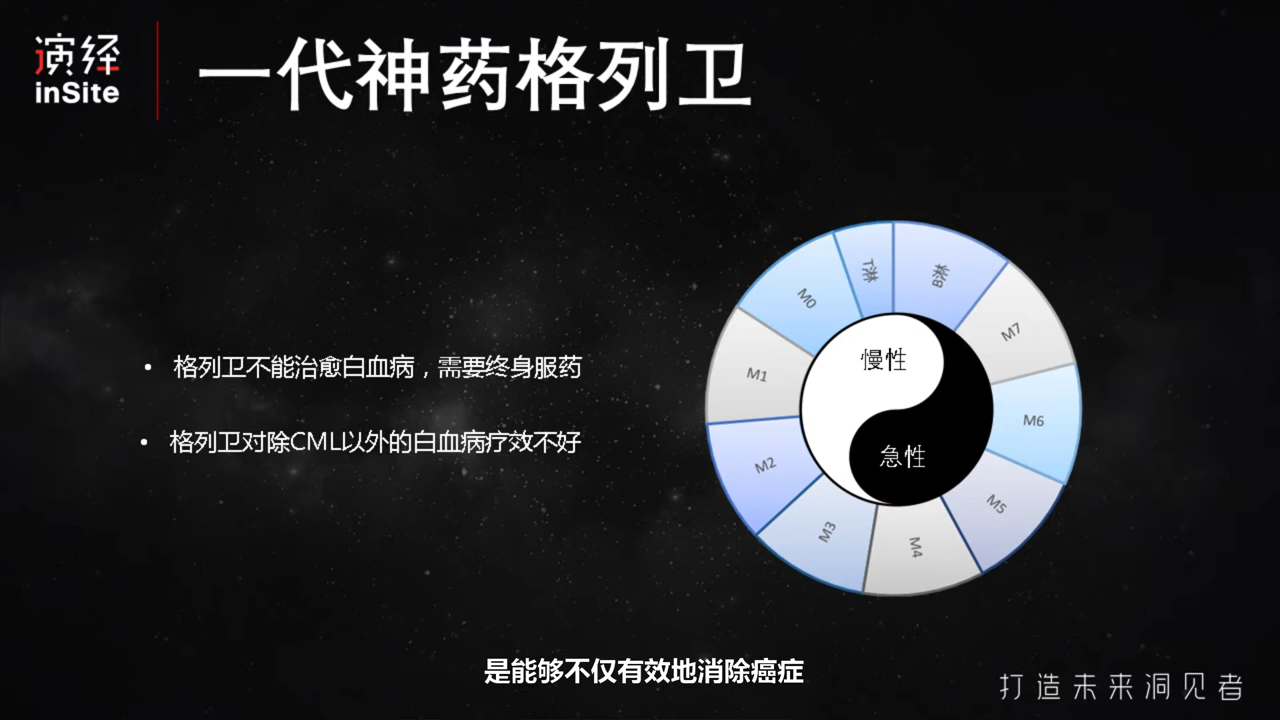 演经
inSite
一代神药格列卫
• 格列卫不能治愈白血病，需要终身服药
• 格列卫对除CML以外的白血病疗效不好
T淋
B淋
M0
M7
M1
M6
M2
M5
M3
M4
慢性
急性
是能够不仅有效地消除癌症
打造未来洞见者